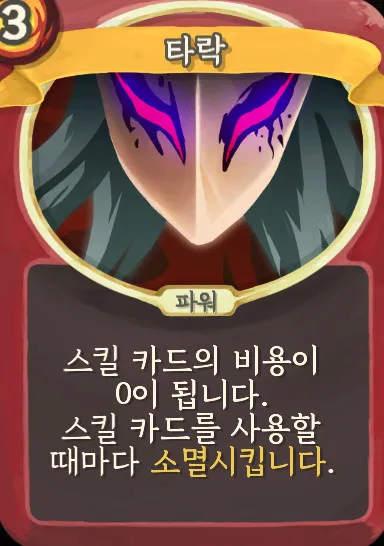 3
타락
파워
스킬 카드의 비용이
0이 됩니다.
스킬 카드를 사용할
때마다 소멸시킵니다.